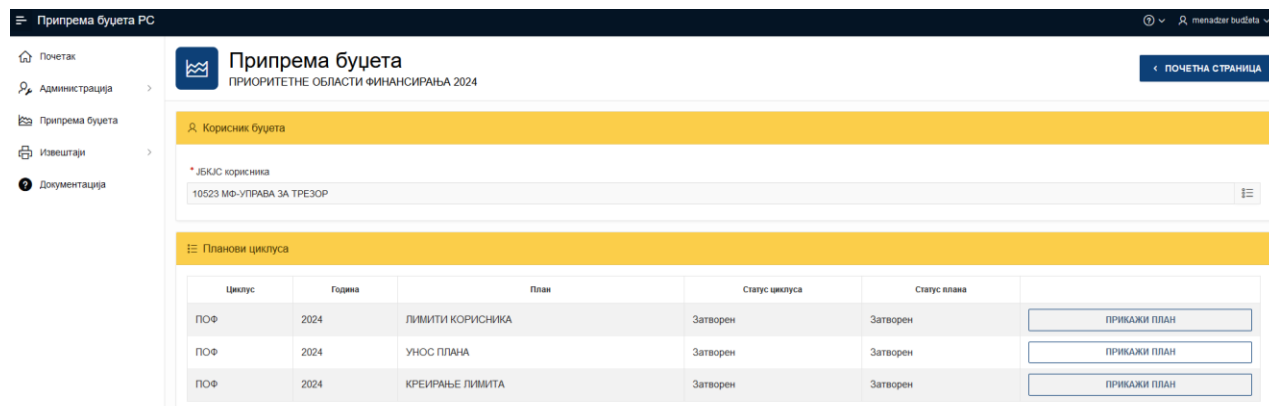 Припрема буџета РС
menadzer budžeta
Почетак
Администрација
Припрема буџета
Извештаји
Документација
Припрема буџета
ПРИОРИТЕТНЕ ОБЛАСТИ ФИНАНСИРАЊА 2024
ПОЧЕТНА СТРАНИЦА
Корисник буџета
* ЈБКЈС корисника
10523 МФ-УПРАВА ЗА ТРЕЗОР
Планови циклуса
Циклус Година План Статус циклуса Статус плана
ПОФ 2024 ЛИМИТИ КОРИСНИКА Затворен Затворен ПРИКАЖИ ПЛАН
ПОФ 2024 УНОС ПЛАНА Затворен Затворен ПРИКАЖИ ПЛАН
ПОФ 2024 КРЕИРАЊЕ ЛИМИТА Затворен Затворен ПРИКАЖИ ПЛАН